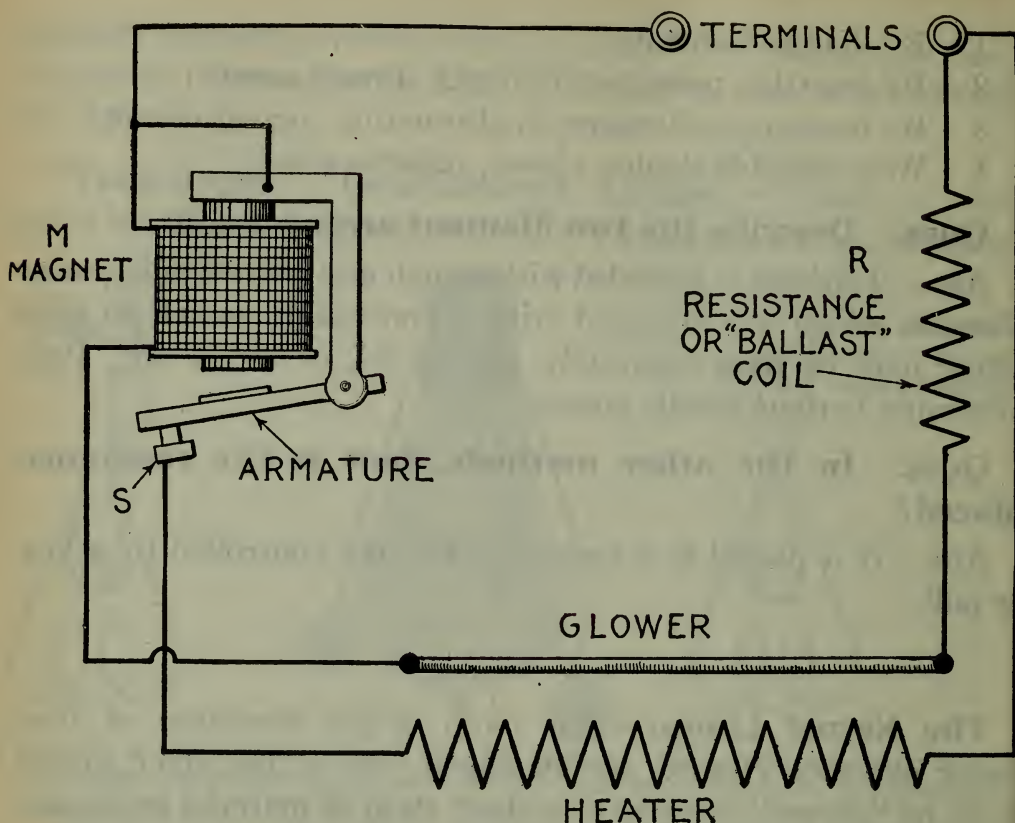 TERMINALS
M
MAGNET
R
RESISTANCE
OR "BALLAST"
COIL
ARMATURE
S
GLOWER
HEATER